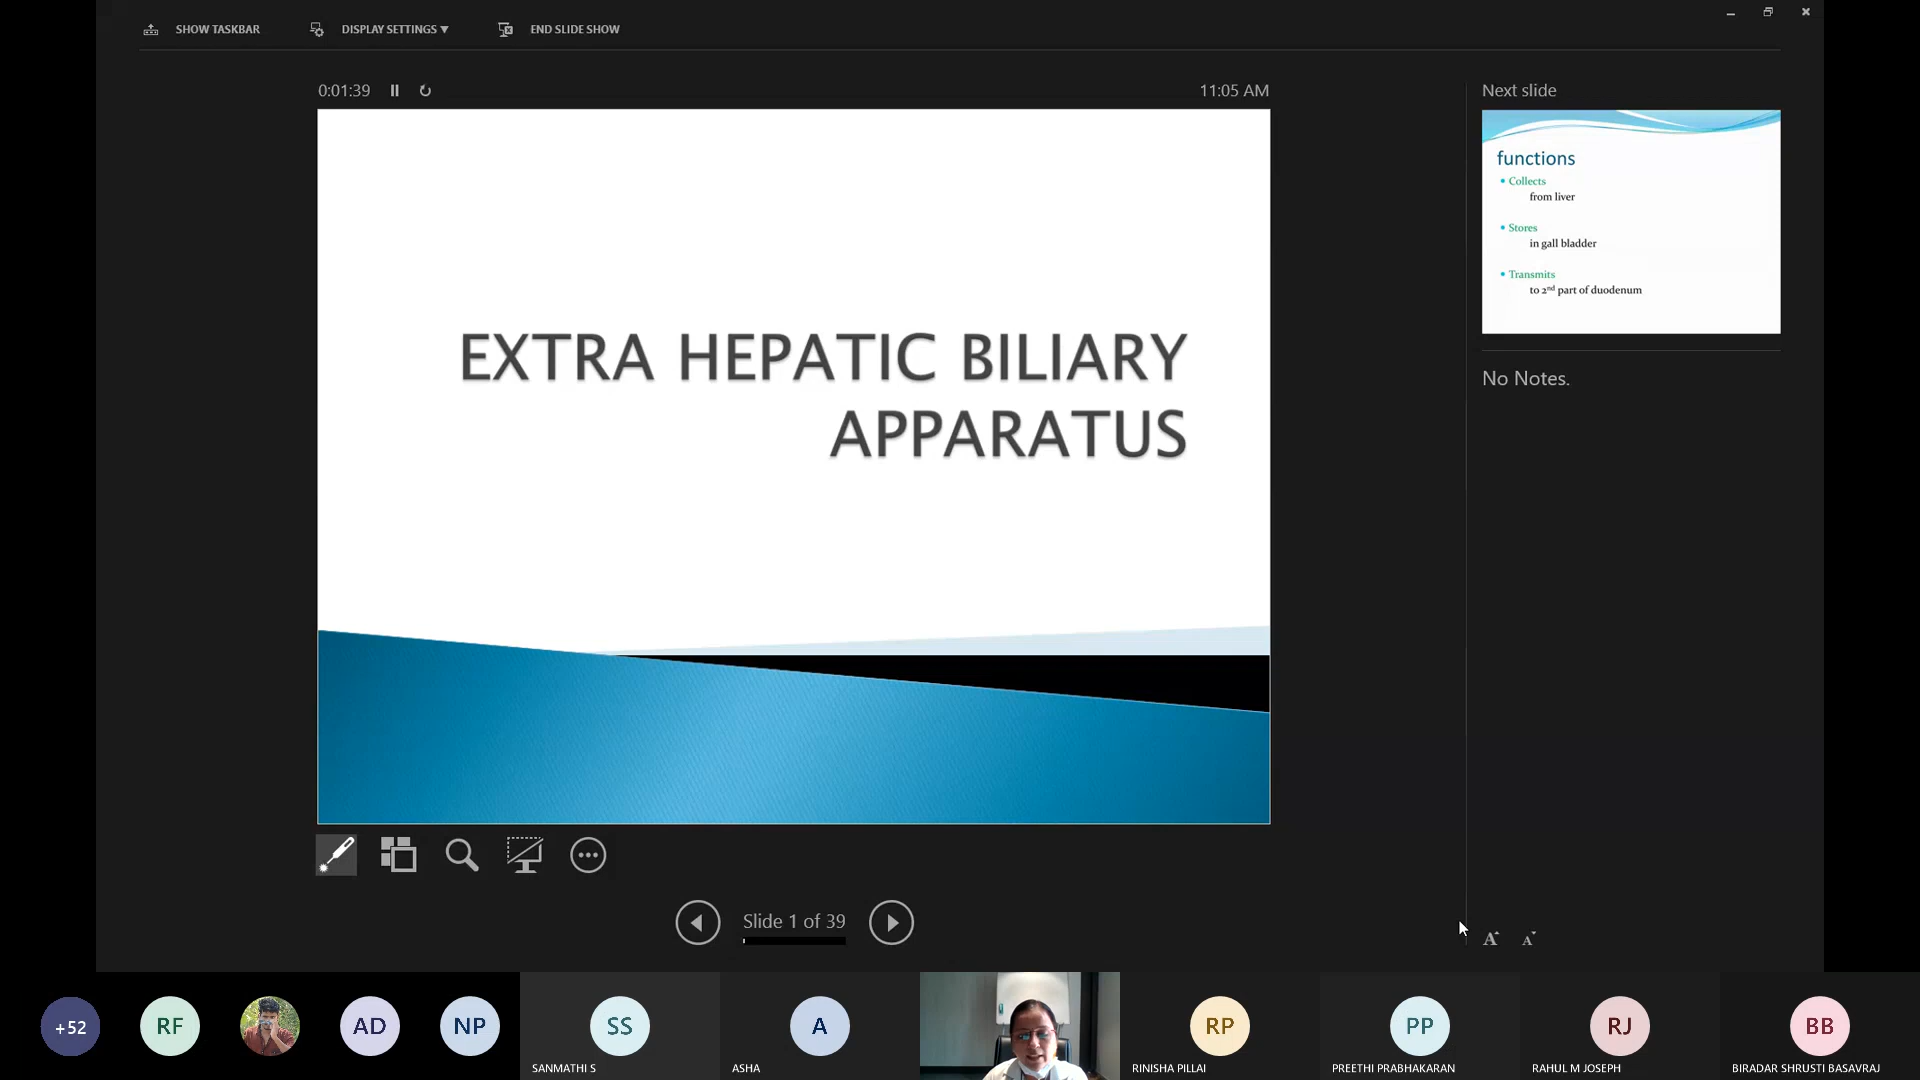 SHOW TASKBAR
DISPLAY SETTINGS ▾
END SLIDE SHOW
0:01:39
11:05 AM
Next slide
EXTRA HEPATIC BILIARY
APPARATUS
functions
• Collects
from liver
• Stores
in gall bladder
• Transmits
to 2nd part of duodenum
No Notes.
Slide 1 of 39
A
A
+52
RF
AD
NP
SS
SANMATHI S
A
ASHA
RP
RINISHA PILLAI
PP
PREETHI PRABHAKARAN
RJ
RAHUL M JOSEPH
BB
BIRADAR SHRUSTI BASAVRAJ